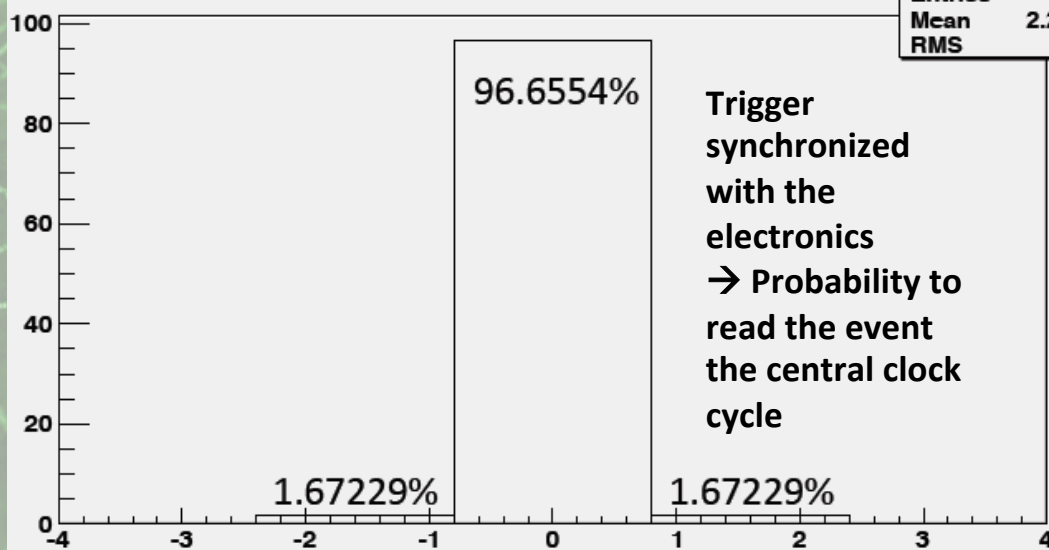 Mean 2.
RMS
100
96.6554%
Trigger
synchronized
with the
electronics
→ Probability to
read the event
the central clock
cycle
80
60
40
20
1.67229%
1.67229%
0
-4 -3 -2 -1 0 1 2 3 4